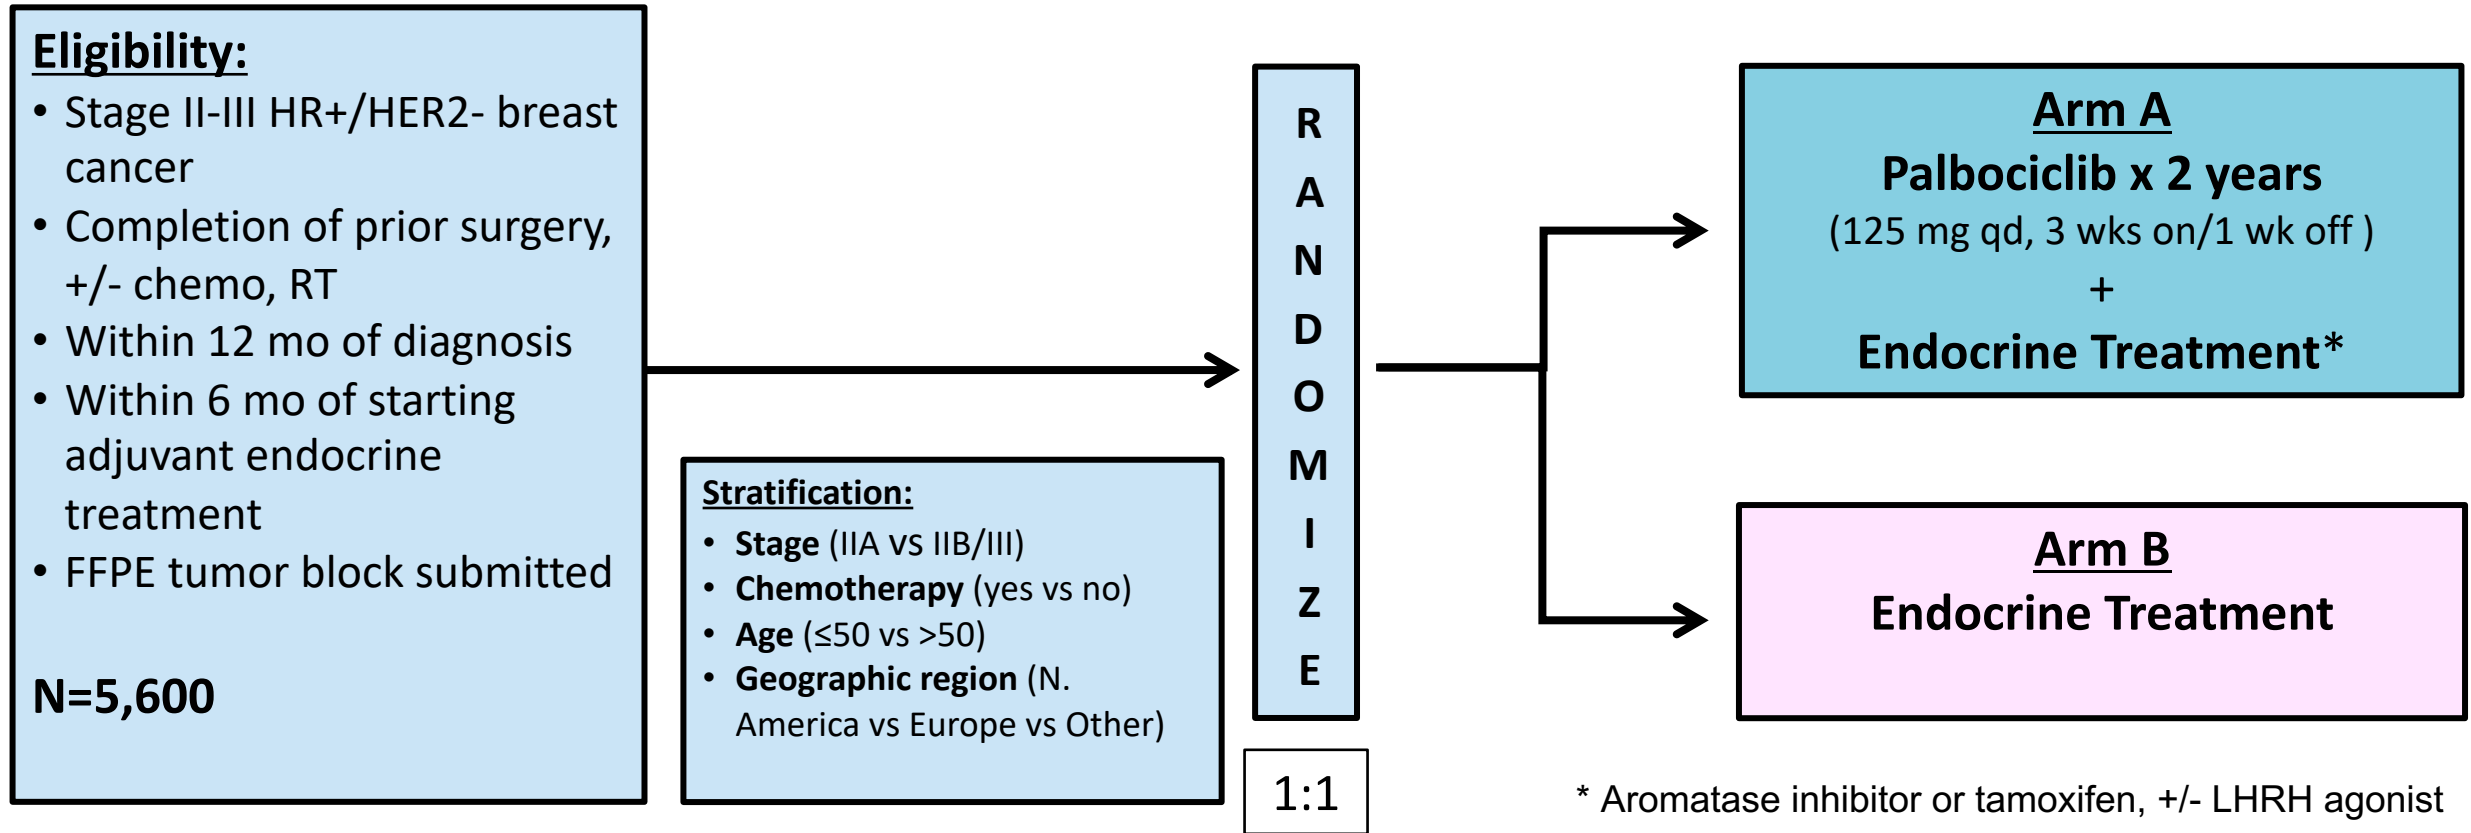 Eligibility:
• Stage II-III HR+/HER2- breast
cancer
• Completion of prior surgery,
+/- chemo, RT
• Within 12 mo of diagnosis
• Within 6 mo of starting
adjuvant endocrine
treatment
• FFPE tumor block submitted
N=5,600
Stratification:
• Stage (IIA vs IIB/III)
• Chemotherapy (yes vs no)
• Age (≤50 vs >50)
• Geographic region (N.
America vs Europe vs Other)
R
A
N
D
O
M
I
Z
E
1:1
Arm A
Palbociclib x 2 years
(125 mg qd, 3 wks on/1 wk off )
+
Endocrine Treatment*
Arm B
Endocrine Treatment
* Aromatase inhibitor or tamoxifen, +/- LHRH agonist